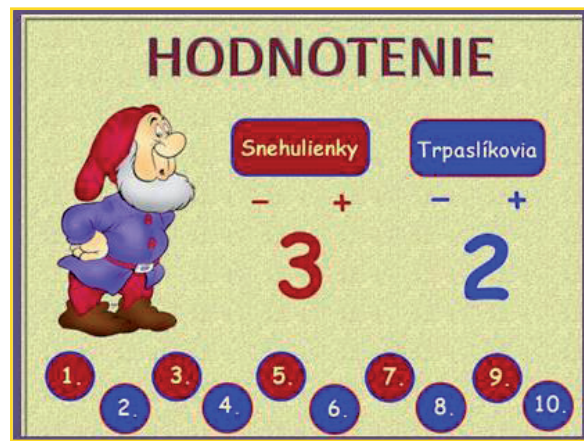 HODNOTENIE
Snehulienky Trpaslíkovia
- + - +
3 2
1. 3. 5. 7. 9.
2. 4. 6. 8. 10.